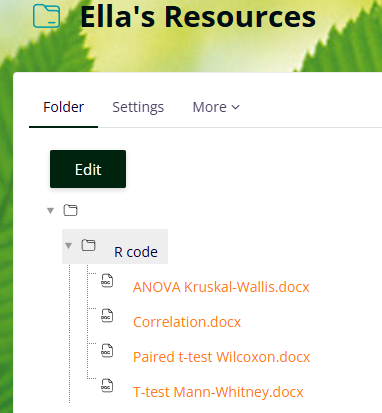 Ella's Resources
Folder Settings More
Edit
R code
ANOVA Kruskal-Wallis.docx
Correlation.docx
Paired t-test Wilcoxon.docx
T-test Mann-Whitney.docx